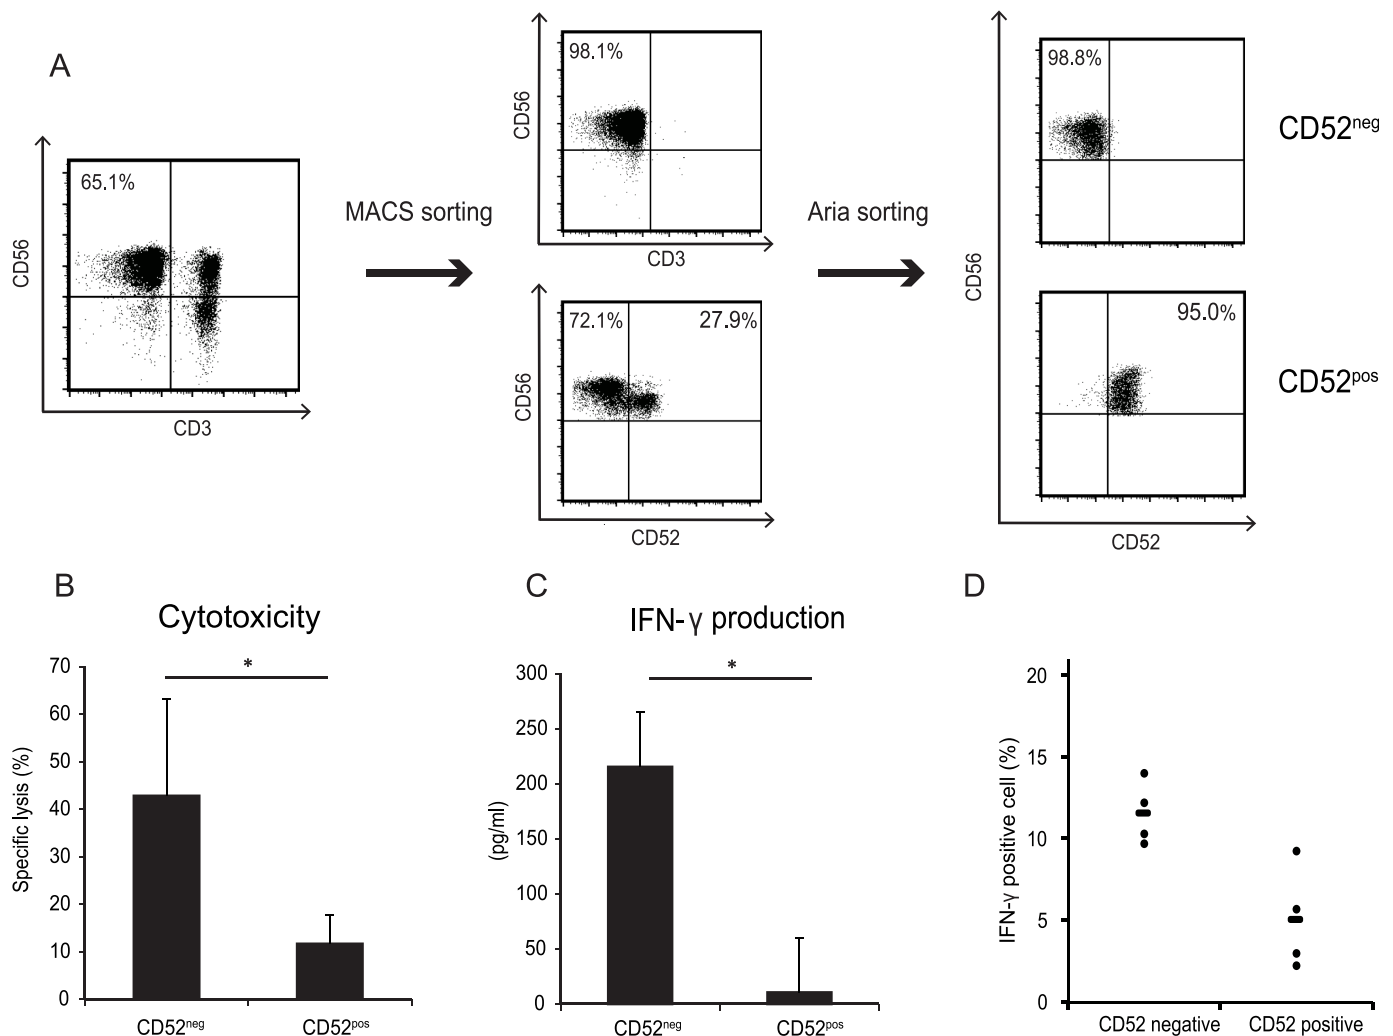 A
65.1%
CD56
CD3
MACS sorting
98.1%
CD56
CD3
72.1% 27.9%
CD56
CD52
Aria sorting
98.8%
CD52neg
CD56
95.0%
CD52pos
CD52
B
Cytotoxicity
*
70
60
50
40
30
20
10
0
Specific lysis (%)
CD52neg CD52pos
C
IFN-γ production
*
300
250
200
150
100
50
0
(pg/ml)
CD52neg CD52pos
D
20
15
10
5
0
IFN-γ positive cell (%)
CD52 negative CD52 positive